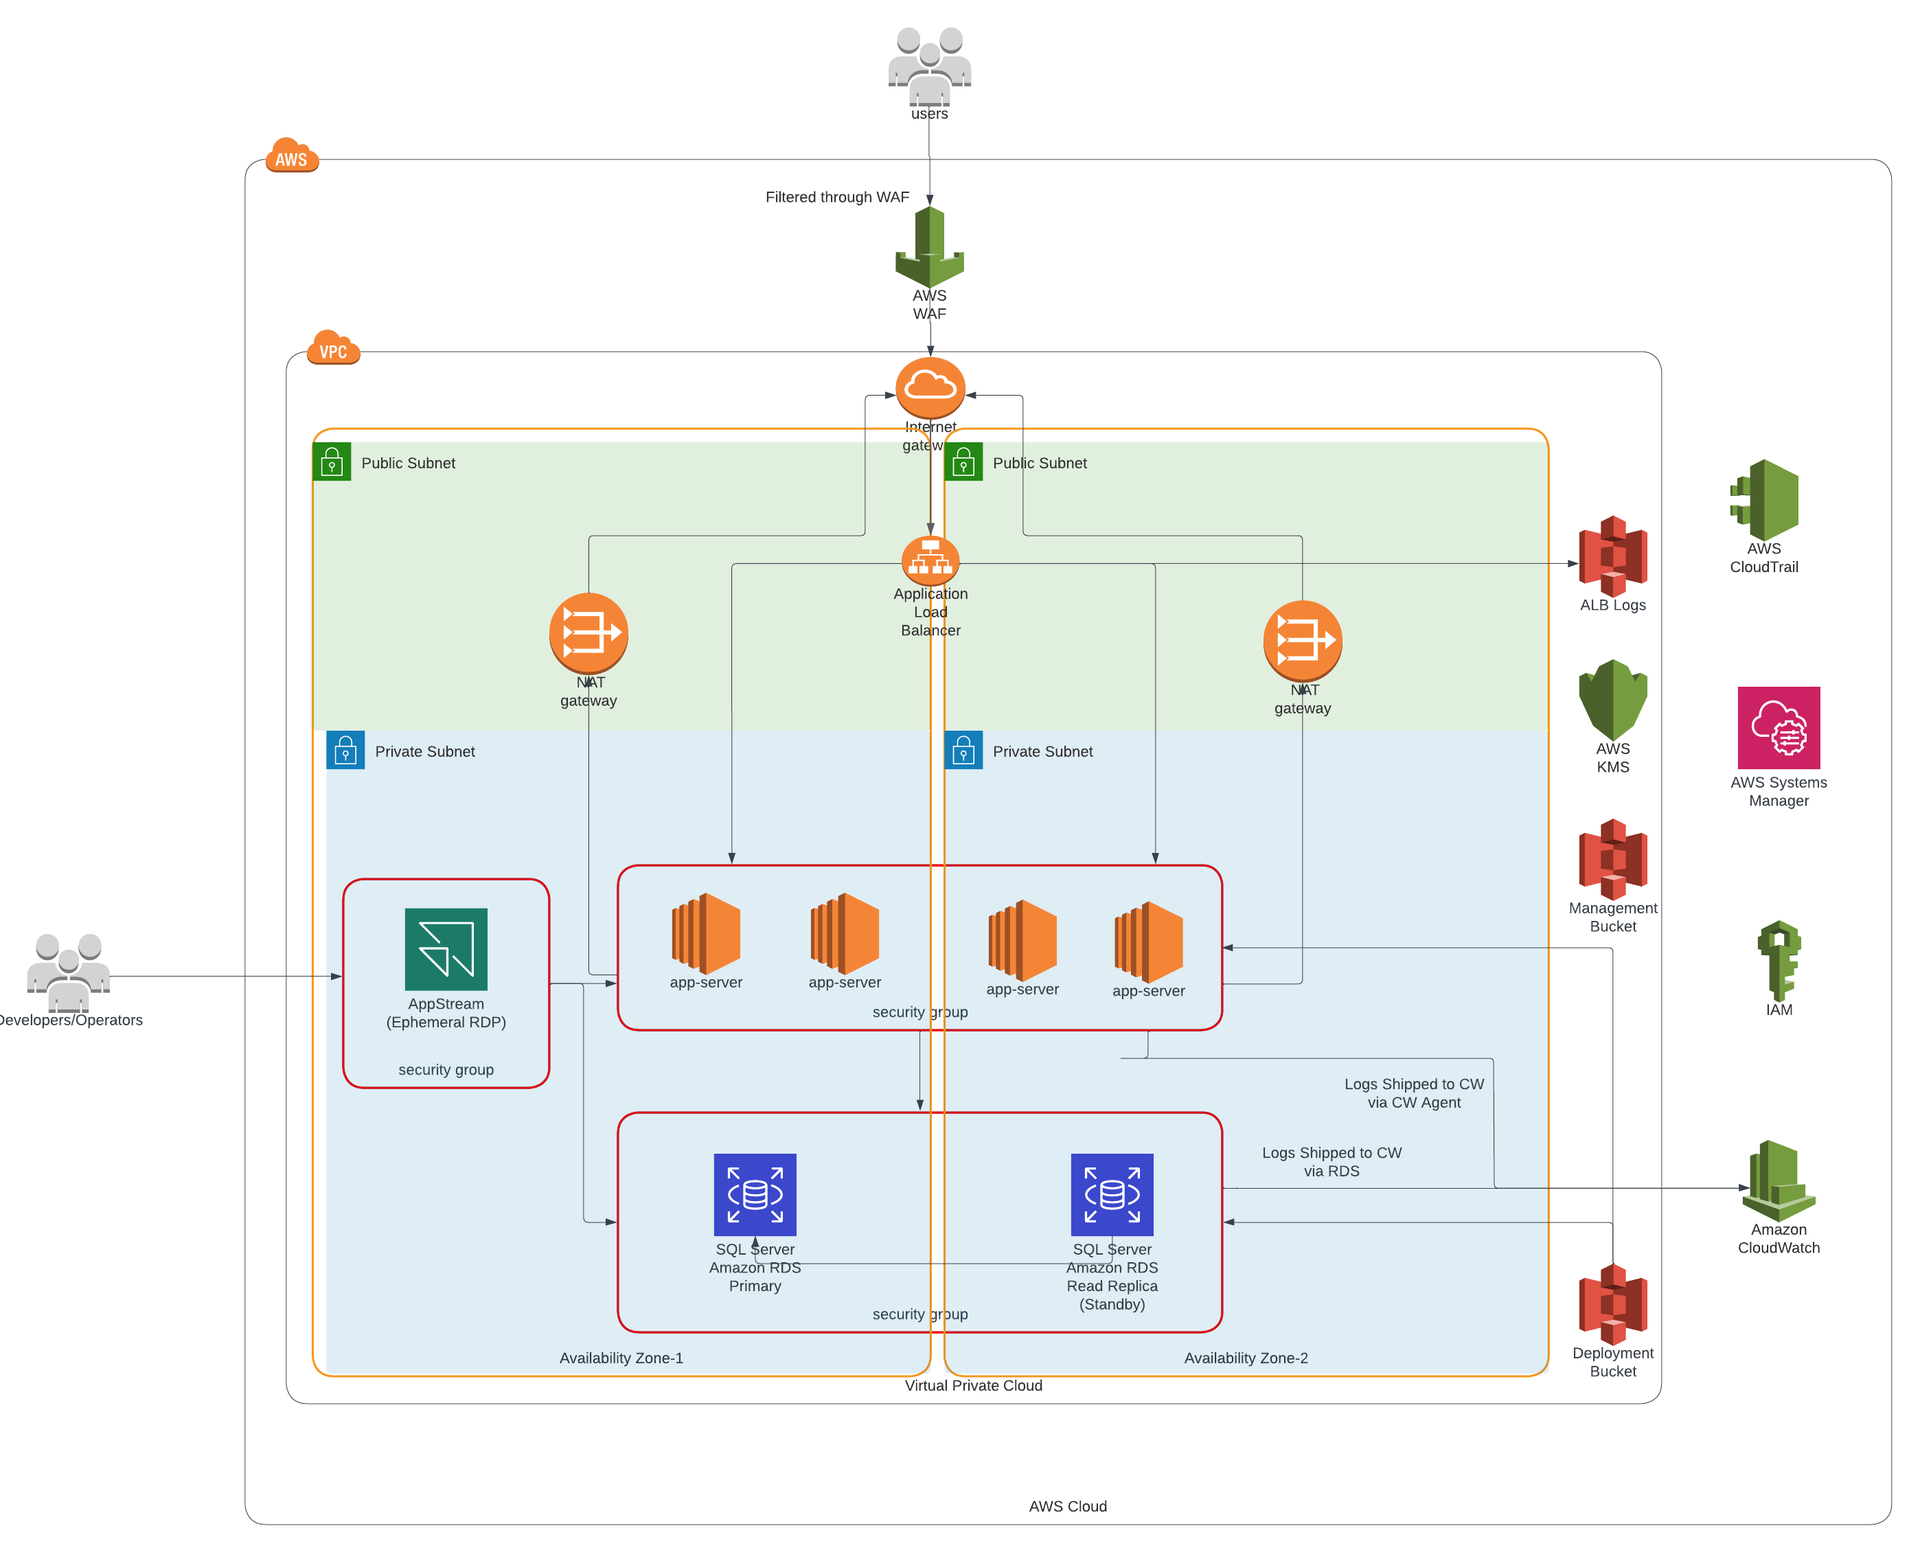 users
AWS
Filtered through WAF
AWS
WAF
VPC
Internet
gateway
Public Subnet
Public Subnet
Application
Load
Balancer
NAT
gateway
NAT
gateway
ALB Logs
AWS
CloudTrail
Private Subnet
Private Subnet
AWS
KMS
AWS Systems
Manager
Management
Bucket
app-server
app-server
app-server
app-server
security group
AppStream
(Ephemeral RDP)
security group
Developers/Operators
IAM
Logs Shipped to CW
via CW Agent
Logs Shipped to CW
via RDS
SQL Server
Amazon RDS
Primary
SQL Server
Amazon RDS
Read Replica
(Standby)
security group
Amazon
CloudWatch
Deployment
Bucket
Availability Zone-1
Availability Zone-2
Virtual Private Cloud
AWS Cloud